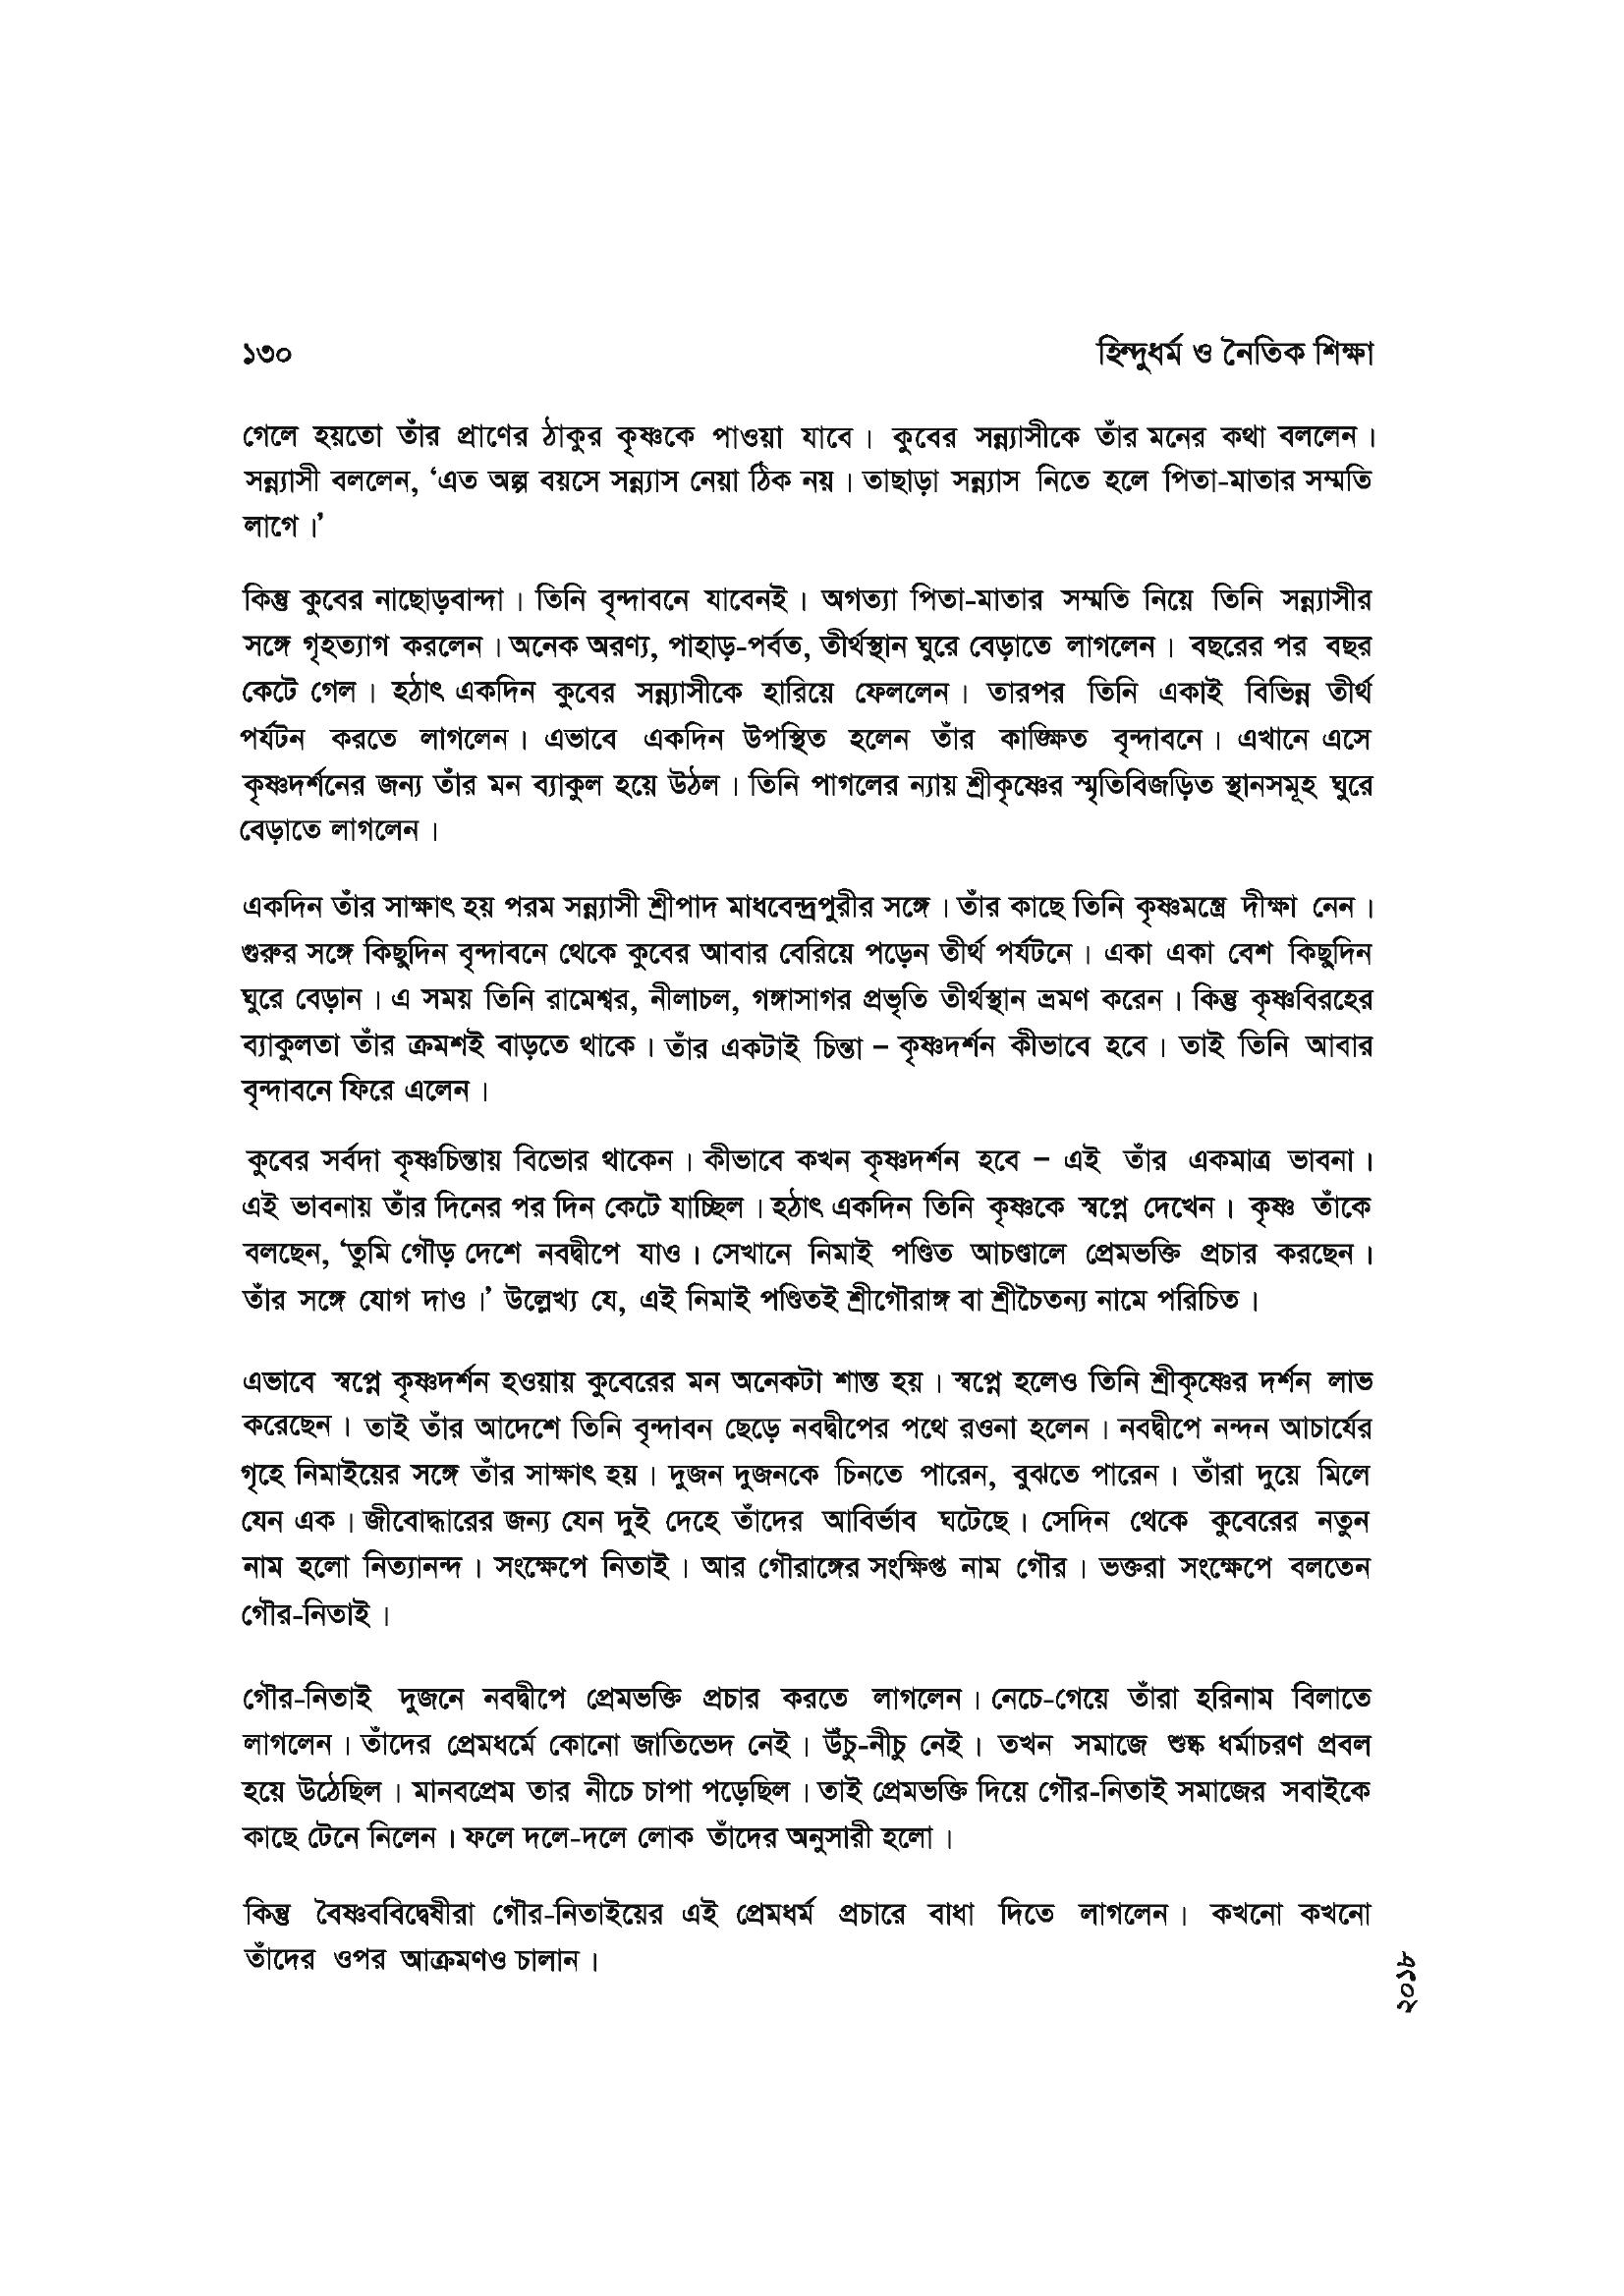 ১৩০ হিন্দুধর্ম ও নৈতিক শিক্ষা
গেলে হয়তো তাঁর প্রাণের ঠাকুর কৃষ্ণকে পাওয়া যাবে। কুবের সন্ন্যাসীকে তাঁর মনের কথা বললেন।
সন্ন্যাসী বললেন, ‘এত অল্প বয়সে সন্ন্যাস নেয়া ঠিক নয়। তাছাড়া সন্ন্যাস নিতে হলে পিতা-মাতার সম্মতি
লাগে।’
কিন্তু কুবের নাছোড়বান্দা। তিনি বৃন্দাবনে যাবেনই। অগত্যা পিতা-মাতার সম্মতি নিয়ে তিনি সন্ন্যাসীর
সঙ্গে গৃহত্যাগ করলেন। অনেক অরণ্য, পাহাড়-পর্বত, তীর্থস্থান ঘুরে বেড়াতে লাগলেন। বছরের পর বছর
কেটে গেল। হঠাৎ একদিন কুবের সন্ন্যাসীকে হারিয়ে ফেললেন। তারপর তিনি একাই বিভিন্ন তীর্থ
পর্যটন করতে লাগলেন। এভাবে একদিন উপস্থিত হলেন তাঁর কাঙ্ক্ষিত বৃন্দাবনে। এখানে এসে
কৃষ্ণদর্শনের জন্য তাঁর মন ব্যাকুল হয়ে উঠল। তিনি পাগলের ন্যায় শ্রীকৃষ্ণের স্মৃতিবিজড়িত স্থানসমূহ ঘুরে
বেড়াতে লাগলেন।
একদিন তাঁর সাক্ষাৎ হয় পরম সন্ন্যাসী শ্রীপাদ মাধবেন্দ্রপুরীর সঙ্গে। তাঁর কাছে তিনি কৃষ্ণমন্ত্রে দীক্ষা নেন।
গুরুর সঙ্গে কিছুদিন বৃন্দাবনে থেকে কুবের আবার বেরিয়ে পড়েন তীর্থ পর্যটনে। একা একা বেশ কিছুদিন
ঘুরে বেড়ান। এ সময় তিনি রামেশ্বর, নীলাচল, গঙ্গাসাগর প্রভৃতি তীর্থস্থান ভ্রমণ করেন। কিন্তু কৃষ্ণবিরহের
ব্যাকুলতা তাঁর ক্রমশই বাড়তে থাকে। তাঁর একটাই চিন্তা – কৃষ্ণদর্শন কীভাবে হবে। তাই তিনি আবার
বৃন্দাবনে ফিরে এলেন।
কুবের সর্বদা কৃষ্ণচিন্তায় বিভোর থাকেন। কীভাবে কখন কৃষ্ণদর্শন হবে – এই তাঁর একমাত্র ভাবনা।
এই ভাবনায় তাঁর দিনের পর দিন কেটে যাচ্ছিল। হঠাৎ একদিন তিনি কৃষ্ণকে স্বপ্নে দেখেন। কৃষ্ণ তাঁকে
বলছেন, ‘তুমি গৌড় দেশে নবদ্বীপে যাও। সেখানে নিমাই পণ্ডিত আচণ্ডালে প্রেমভক্তি প্রচার করছেন।
তাঁর সঙ্গে যোগ দাও।’ উল্লেখ্য যে, এই নিমাই পণ্ডিতই শ্রীগৌরাঙ্গ বা শ্রীচৈতন্য নামে পরিচিত।
এভাবে স্বপ্নে কৃষ্ণদর্শন হওয়ায় কুবেরের মন অনেকটা শান্ত হয়। স্বপ্নে হলেও তিনি শ্রীকৃষ্ণের দর্শন লাভ
করেছেন। তাই তাঁর আদেশে তিনি বৃন্দাবন ছেড়ে নবদ্বীপের পথে রওনা হলেন। নবদ্বীপে নন্দন আচার্যের
গৃহে নিমাইয়ের সঙ্গে তাঁর সাক্ষাৎ হয়। দুজন দুজনকে চিনতে পারেন, বুঝতে পারেন। তাঁরা দুয়ে মিলে
যেন এক। জীবোদ্ধারের জন্য যেন দুই দেহে তাঁদের আবির্ভাব ঘটেছে। সেদিন থেকে কুবেরের নতুন
নাম হলো নিত্যানন্দ। সংক্ষেপে নিতাই। আর গৌরাঙ্গের সংক্ষিপ্ত নাম গৌর। ভক্তরা সংক্ষেপে বলতেন
গৌর-নিতাই।
গৌর-নিতাই দুজনে নবদ্বীপে প্রেমভক্তি প্রচার করতে লাগলেন। নেচে-গেয়ে তাঁরা হরিনাম বিলাতে
লাগলেন। তাঁদের প্রেমধর্মে কোনো জাতিভেদ নেই। উঁচু-নীচু নেই। তখন সমাজে শুষ্ক ধর্মাচরণ প্রবল
হয়ে উঠেছিল। মানবপ্রেম তার নীচে চাপা পড়েছিল। তাই প্রেমভক্তি দিয়ে গৌর-নিতাই সমাজের সবাইকে
কাছে টেনে নিলেন। ফলে দলে-দলে লোক তাঁদের অনুসারী হলো।
কিন্তু বৈষ্ণববিদ্বেষীরা গৌর-নিতাইয়ের এই প্রেমধর্ম প্রচারে বাধা দিতে লাগলেন। কখনো কখনো
তাঁদের ওপর আক্রমণও চালান।
২০১৮